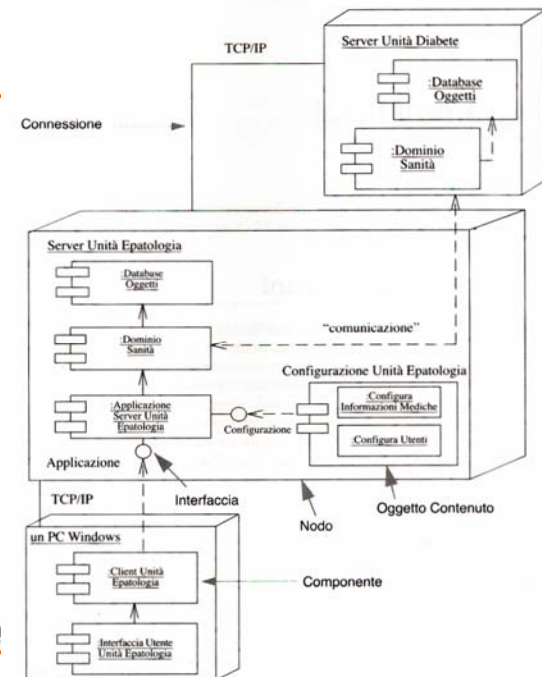 Server Unità Diabete
TCP/IP
:Database
Oggetti
Connessione
:Dominio
Sanità
Server Unità Epatologia
:Database
Oggetti
"comunicazione"
:Dominio
Sanità
Configurazione Unità Epatologia
:Configura
Informazioni Mediche
:Applicazione
Server Unità
Epatologia
Configurazione
:Configura Utenti
Applicazione
Interfaccia
Oggetto Contenuto
TCP/IP
Nodo
un PC Windows
:Client Unità
Epatologia
Componente
:Interfaccia Utente
Unità Epatologia